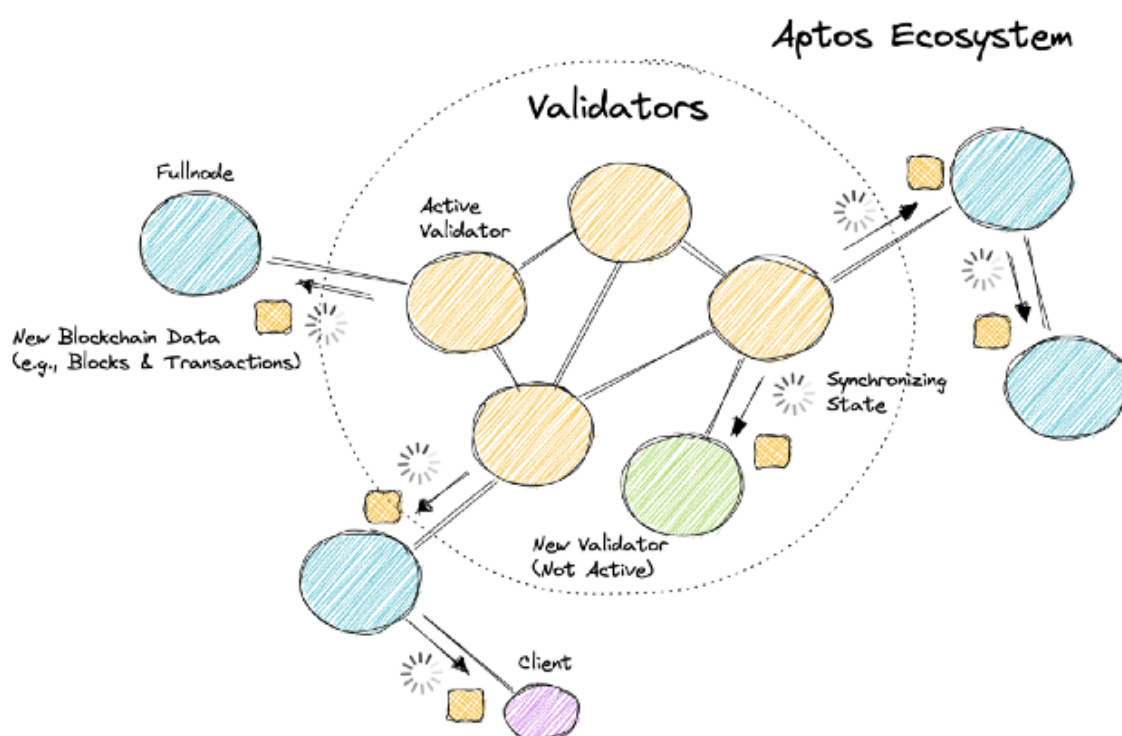 Aptos Ecosystem
Validators
Fullnode
Active
Validator
New Blockchain Data
(e.g., Blocks & Transactions)
Synchronizing
State
New Validator
(Not Active)
Client